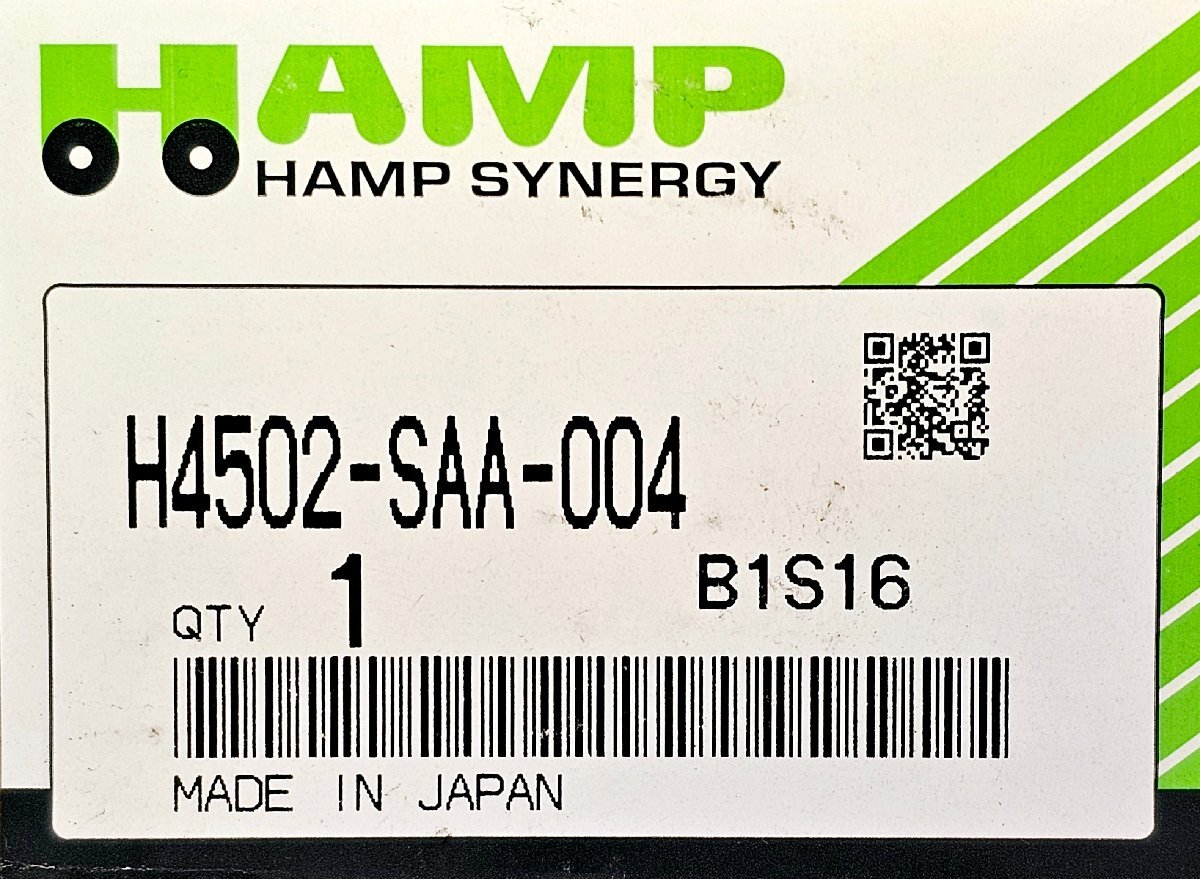 HAMP
HAMP SYNERGY
H4502-SAA-004
QTY 1 B1S16
MADE IN JAPAN